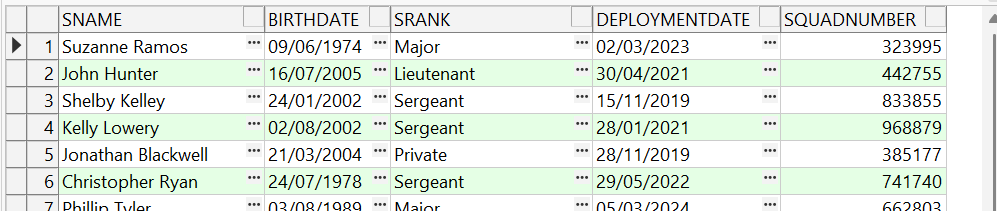 SNAME BIRTHDATE SRANK DEPLOYMENTDATE SQUADNUMBER
1 Suzanne Ramos ... 09/06/1974 ... Major ... 02/03/2023 ... 323995
2 John Hunter ... 16/07/2005 ... Lieutenant ... 30/04/2021 ... 442755
3 Shelby Kelley ... 24/01/2002 ... Sergeant ... 15/11/2019 ... 833855
4 Kelly Lowery ... 02/08/2002 ... Sergeant ... 28/01/2021 ... 968879
5 Jonathan Blackwell ... 21/03/2004 ... Private ... 28/11/2019 ... 385177
6 Christopher Ryan ... 24/07/1978 ... Sergeant ... 29/05/2022 ... 741740
7 Phillip Tyler ... 03/08/1989 ... Major ... 05/03/2024 ... 662803